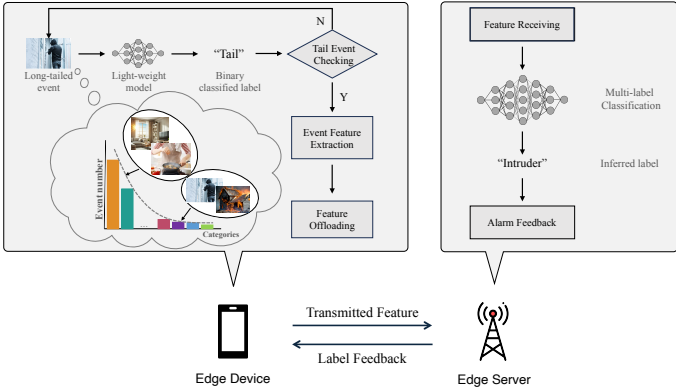 N
Long-tailed
event
Light-weight
model
"Tail"
Binary
classified label
Tail Event
Checking
Y
Event Feature
Extraction
Feature
Offloading
Event number
...
Categories
Feature Receiving
Multi-label
Classification
"Intruder"
Inferred label
Alarm Feedback
Transmitted Feature
Label Feedback
Edge Device
Edge Server